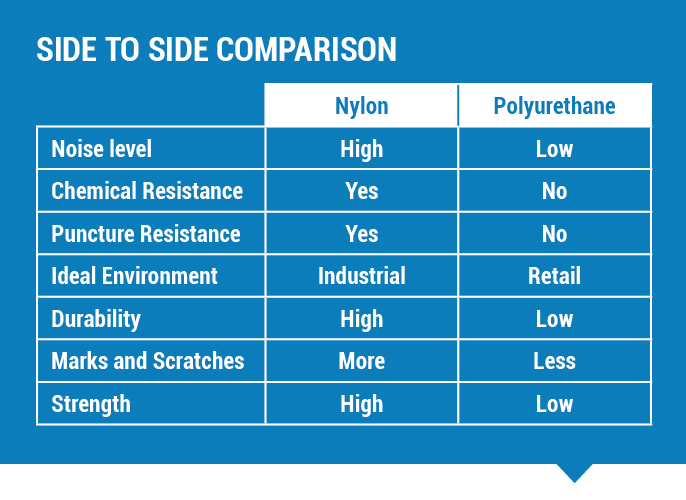 SIDE TO SIDE COMPARISON
Nylon Polyurethane
Noise level High Low
Chemical Resistance Yes No
Puncture Resistance Yes No
Ideal Environment Industrial Retail
Durability High Low
Marks and Scratches More Less
Strength High Low